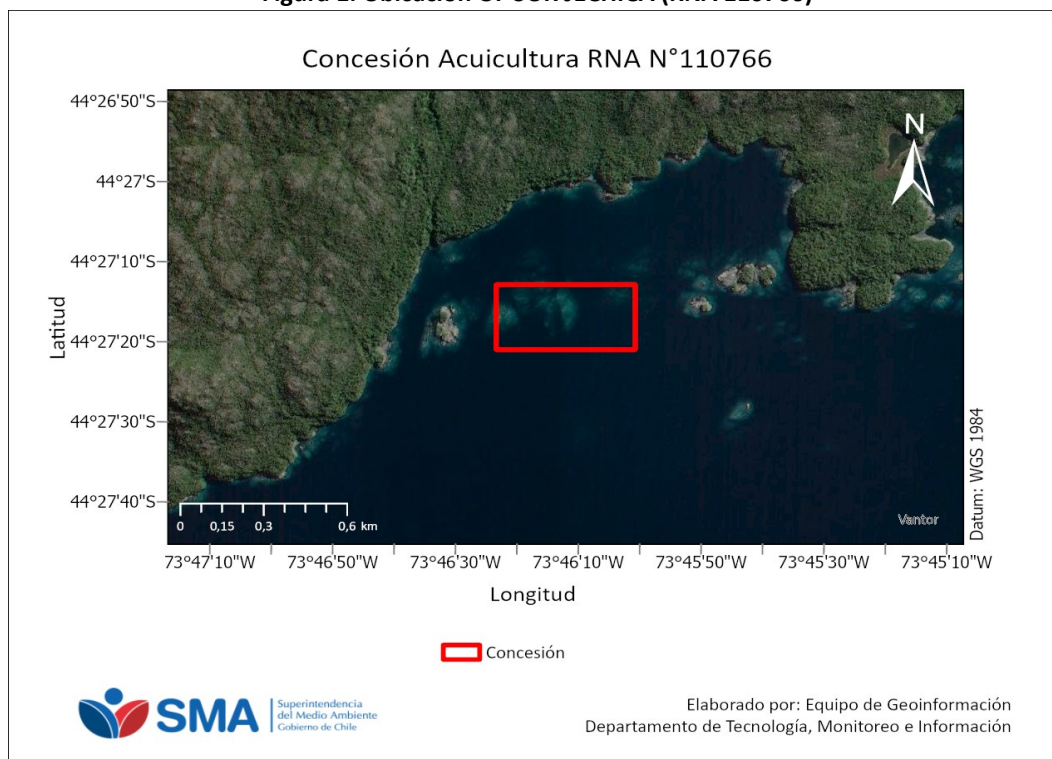 Concesión Acuicultura RNA N°110766
44°26'50"S
44°27'S
44°27'10"S
44°27'20"S
44°27'30"S
44°27'40"S
Latitud
N
0 0,15 0,3 0,6 km
Vantor
Datum: WGS 1984
73°47'10"W 73°46'50"W 73°46'30"W 73°46'10"W 73°45'50"W 73°45'30"W 73°45'10"W
Longitud
Concesión
SMA
Superintendencia
del Medio Ambiente
Gobierno de Chile
Elaborado por: Equipo de Geoinformación
Departamento de Tecnología, Monitoreo e Información